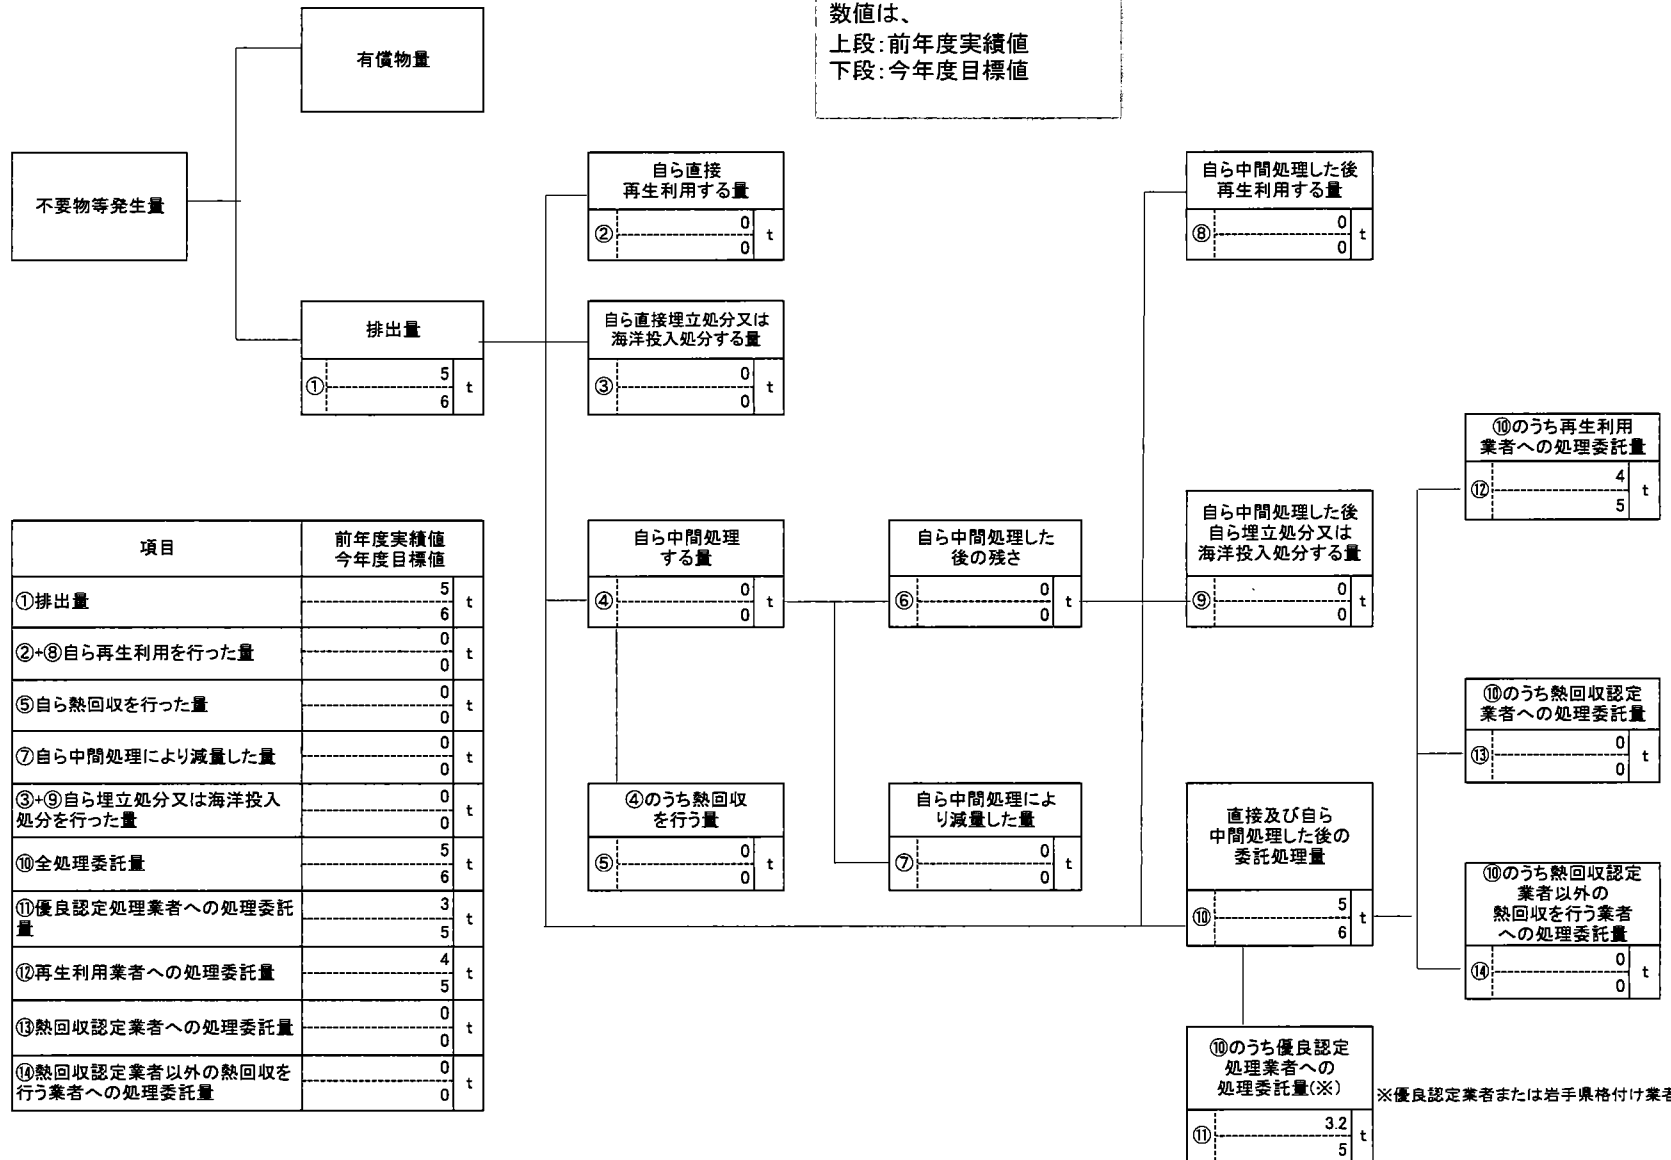 数値は、
上段:前年度実績値
下段:今年度目標値
有償物量
不要物等発生量
自ら直接
再生利用する量
②
0
0
t
自ら中間処理した後
再生利用する量
⑧
0
0
t
排出量
①
5
6
t
自ら直接埋立処分又は
海洋投入処分する量
③
0
0
t
⑩のうち再生利用
業者への処理委託量
⑫
4
5
t
自ら中間処理
する量
④
0
0
t
自ら中間処理した
後の残さ
⑥
0
0
t
自ら中間処理した後
自ら埋立処分又は
海洋投入処分する量
⑨
0
0
t
⑩のうち熱回収認定
業者への処理委託量
⑬
0
0
t
④のうち熱回収
を行う量
⑤
0
0
t
自ら中間処理によ
り減量した量
⑦
0
0
t
直接及び自ら
中間処理した後の
委託処理量
⑩
5
6
t
⑩のうち熱回収認定
業者以外の
熱回収を行う業者
への処理委託量
⑭
0
0
t
⑩のうち優良認定
処理業者への
処理委託量(※)
⑪
3.2
5
t
※優良認定業者または岩手県格付け業者
項目
前年度実績値
今年度目標値
①排出量
5
6
t
②+⑧自ら再生利用を行った量
0
0
t
⑤自ら熱回収を行った量
0
0
t
⑦自ら中間処理により減量した量
0
0
t
③+⑨自ら埋立処分又は海洋投入
処分を行った量
0
0
t
⑩全処理委託量
5
6
t
⑪優良認定処理業者への処理委託
量
3
5
t
⑫再生利用業者への処理委託量
4
5
t
⑬熱回収認定業者への処理委託量
0
0
t
⑭熱回収認定業者以外の熱回収を
行う業者への処理委託量
0
0
t